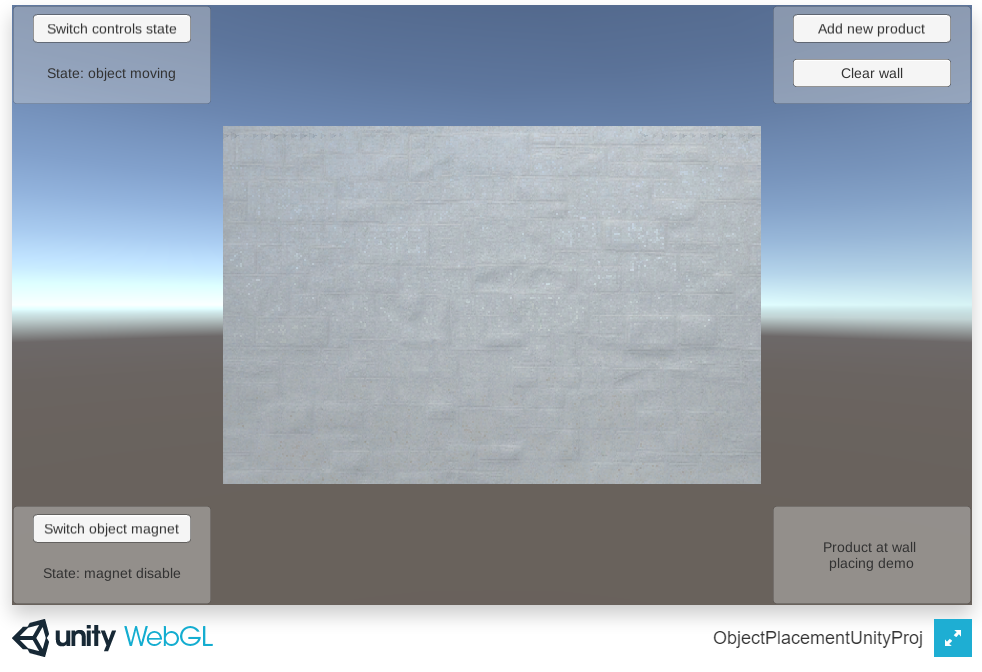 Switch controls state
State: object moving
Add new product
Clear wall
Switch object magnet
State: magnet disable
Product at wall
placing demo
unity WebGL
ObjectPlacementUnityProj